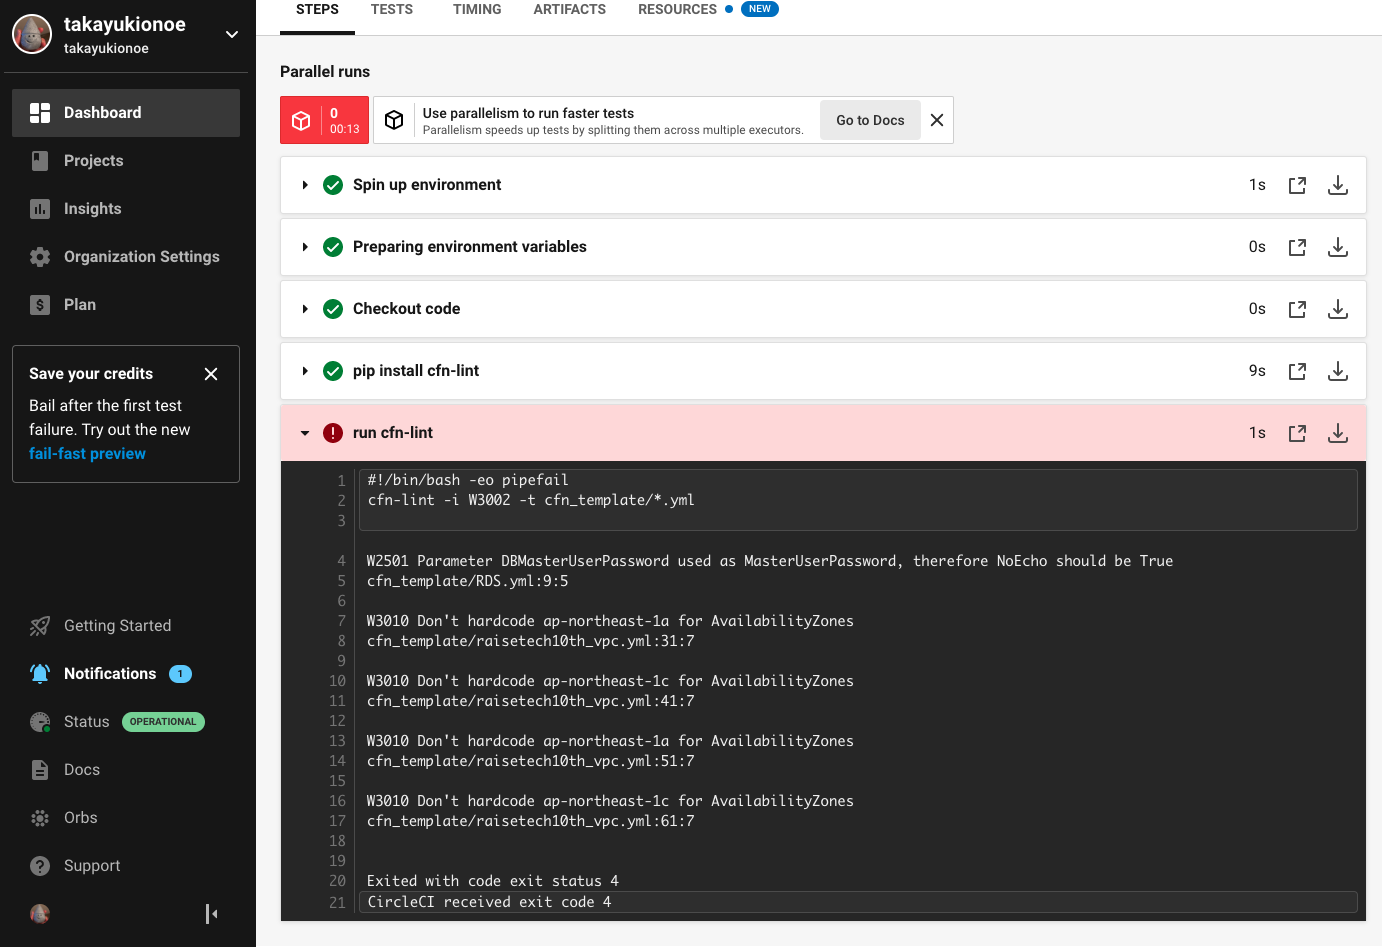 takayukionoe
takayukionoe
Dashboard
Projects
Insights
Organization Settings
$ Plan
Save your credits
Bail after the first test
failure. Try out the new
fail-fast preview
Getting Started
Notifications 1
Status OPERATIONAL
Docs
Orbs
? Support
STEPS TESTS TIMING ARTIFACTS RESOURCES NEW
Parallel runs
0
00:13
Use parallelism to run faster tests
Parallelism speeds up tests by splitting them across multiple executors.
Go to Docs
Spin up environment 1s
Preparing environment variables 0s
Checkout code 0s
pip install cfn-lint 9s
! run cfn-lint 1s
1 #!/bin/bash -eo pipefail
2 cfn-lint -i W3002 -t cfn_template/*.yml
3
4 W2501 Parameter DBMasterUserPassword used as MasterUserPassword, therefore NoEcho should be True
5 cfn_template/RDS.yml:9:5
6
7 W3010 Don't hardcode ap-northeast-1a for AvailabilityZones
8 cfn_template/raisetech10th_vpc.yml:31:7
9
10 W3010 Don't hardcode ap-northeast-1c for AvailabilityZones
11 cfn_template/raisetech10th_vpc.yml:41:7
12
13 W3010 Don't hardcode ap-northeast-1a for AvailabilityZones
14 cfn_template/raisetech10th_vpc.yml:51:7
15
16 W3010 Don't hardcode ap-northeast-1c for AvailabilityZones
17 cfn_template/raisetech10th_vpc.yml:61:7
18
19
20 Exited with code exit status 4
21 CircleCI received exit code 4